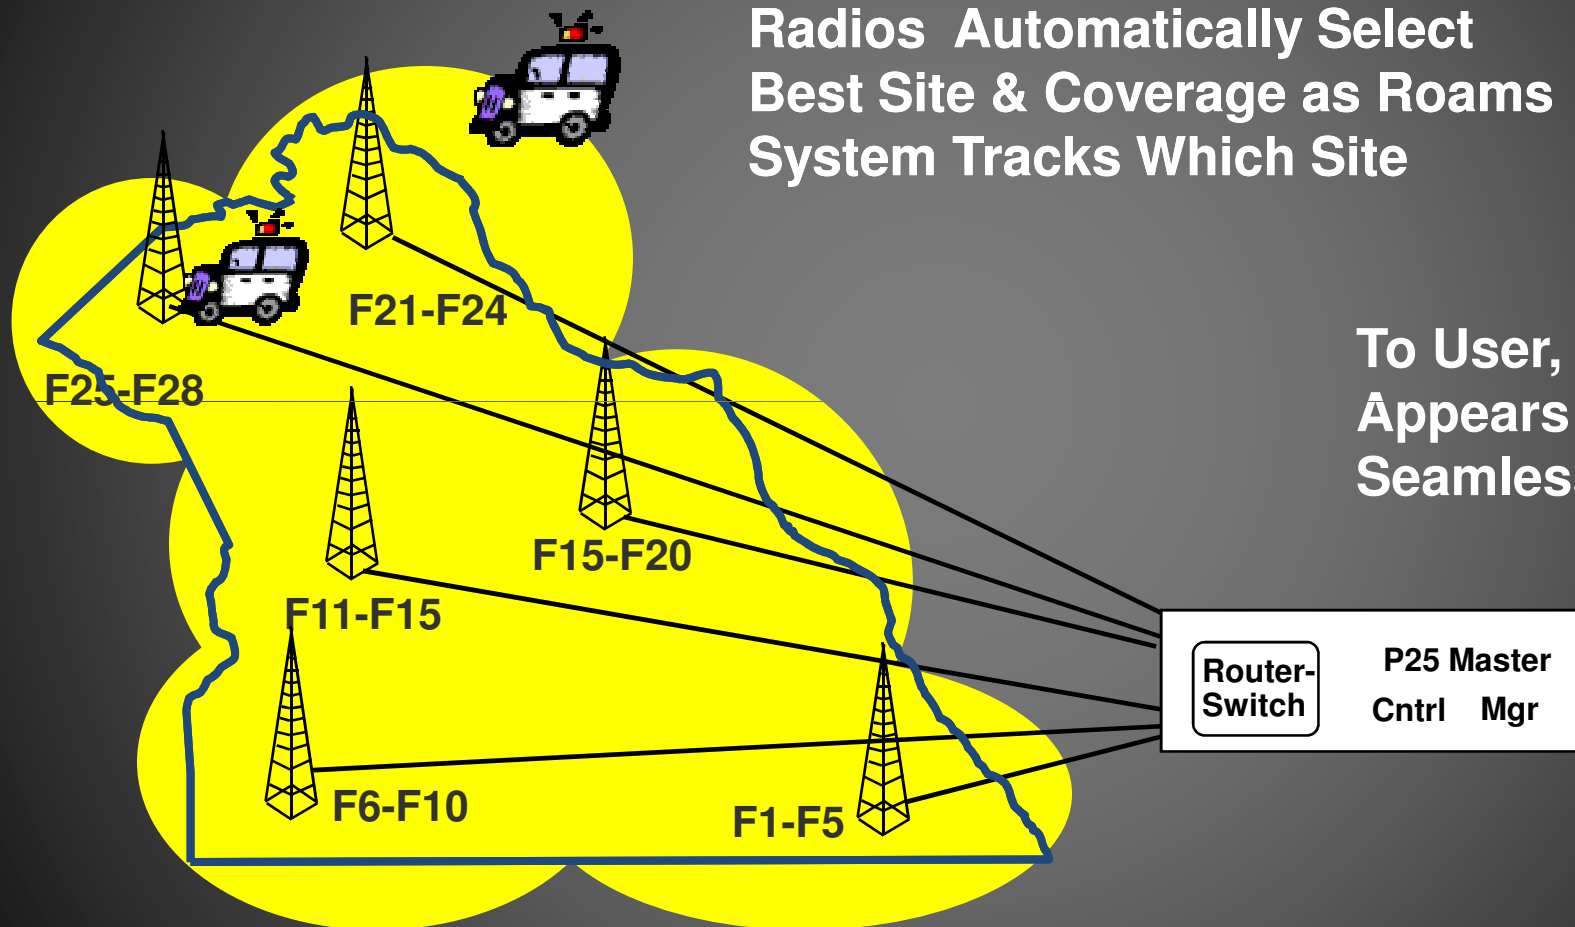 Radios Automatically Select
Best Site & Coverage as Roams
System Tracks Which Site
F21-F24
To User,
Appears
F25-F28
F15-F20
F11-F15
Router-
Switch
P25 Master
Cntrl Mgr
F6-F10
F1-F5